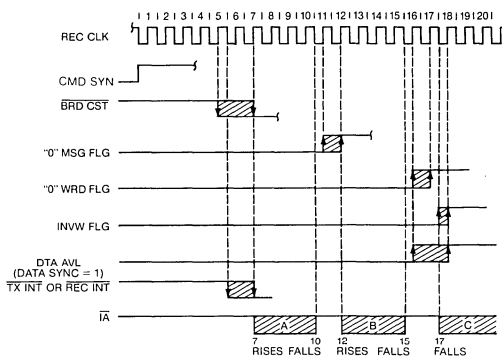 1 2 3 4 5 6 7 8 9 10 11 12 13 14 15 16 17 18 19 20
REC CLK
CMD SYN
BRD CST
"0" MSG FLG
"0" WRD FLG
INVW FLG
DTA AVL
(DATA SYNC = 1)
TX INT OR REC INT
IA
A B C
7 10 12 15 17
RISES FALLS RISES FALLS FALLS